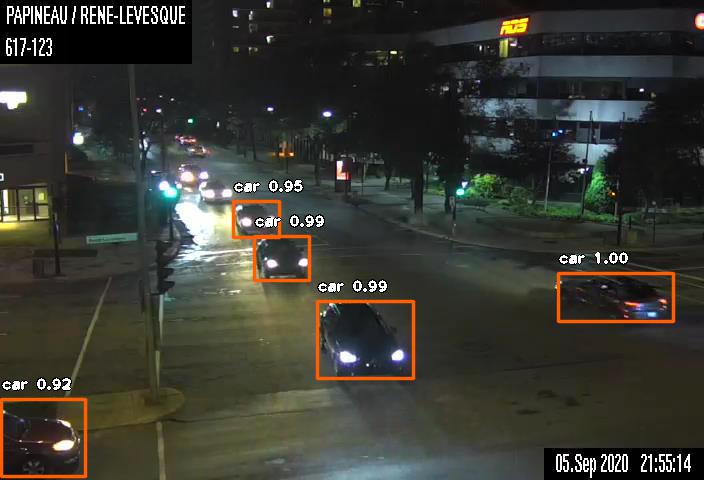 PAPINEAU / RENE-LEVESQUE
617-123
car 0.95
car 0.99
car 0.99
car 1.00
car 0.92
05.Sep 2020 21:55:14